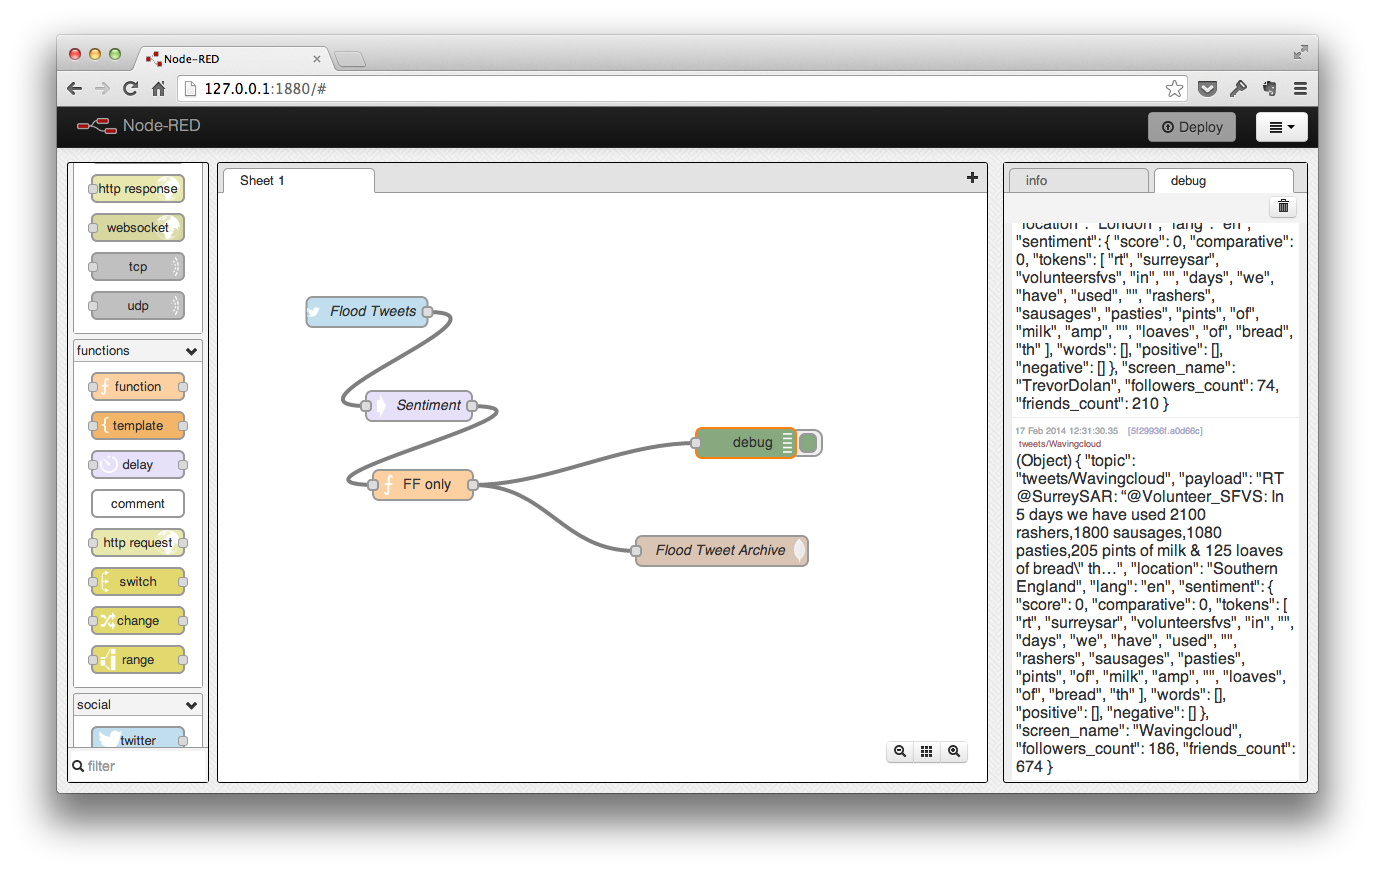 Node-RED
127.0.0.1:1880/#
Node-RED
Deploy
http response
websocket
tcp
udp
functions
function
template
delay
comment
http request
switch
change
range
social
twitter
filter
Sheet 1
Flood Tweets
Sentiment
FF only
debug
Flood Tweet Archive
info
debug
"location": "London", "lang": "en",
"sentiment": { "score": 0, "comparative":
0, "tokens": [ "rt", "surreysar",
"volunteersfvs", "in", "", "days", "we",
"have", "used", "", "rashers",
"sausages", "pasties", "pints", "of",
"milk", "amp", "", "loaves", "of", "bread",
"th" ], "words": [], "positive": [],
"negative": [] }, "screen_name":
"TrevorDolan", "followers_count": 74,
"friends_count": 210 }
17 Feb 2014 12:31:30.35 [5f29936f.a0d66c]
tweets/Wavingcloud
(Object) { "topic":
"tweets/Wavingcloud", "payload": "RT
@SurreySAR: “@Volunteer_SFVS: In
5 days we have used 2100
rashers,1800 sausages,1080
pasties,205 pints of milk & 125 loaves
of bread\" th…", "location": "Southern
England", "lang": "en", "sentiment": {
"score": 0, "comparative": 0, "tokens": [
"rt", "surreysar", "volunteersfvs", "in", "",
"days", "we", "have", "used", "",
"rashers", "sausages", "pasties",
"pints", "of", "milk", "amp", "", "loaves",
"of", "bread", "th" ], "words": [],
"positive": [], "negative": [] },
"screen_name": "Wavingcloud",
"followers_count": 186, "friends_count":
674 }